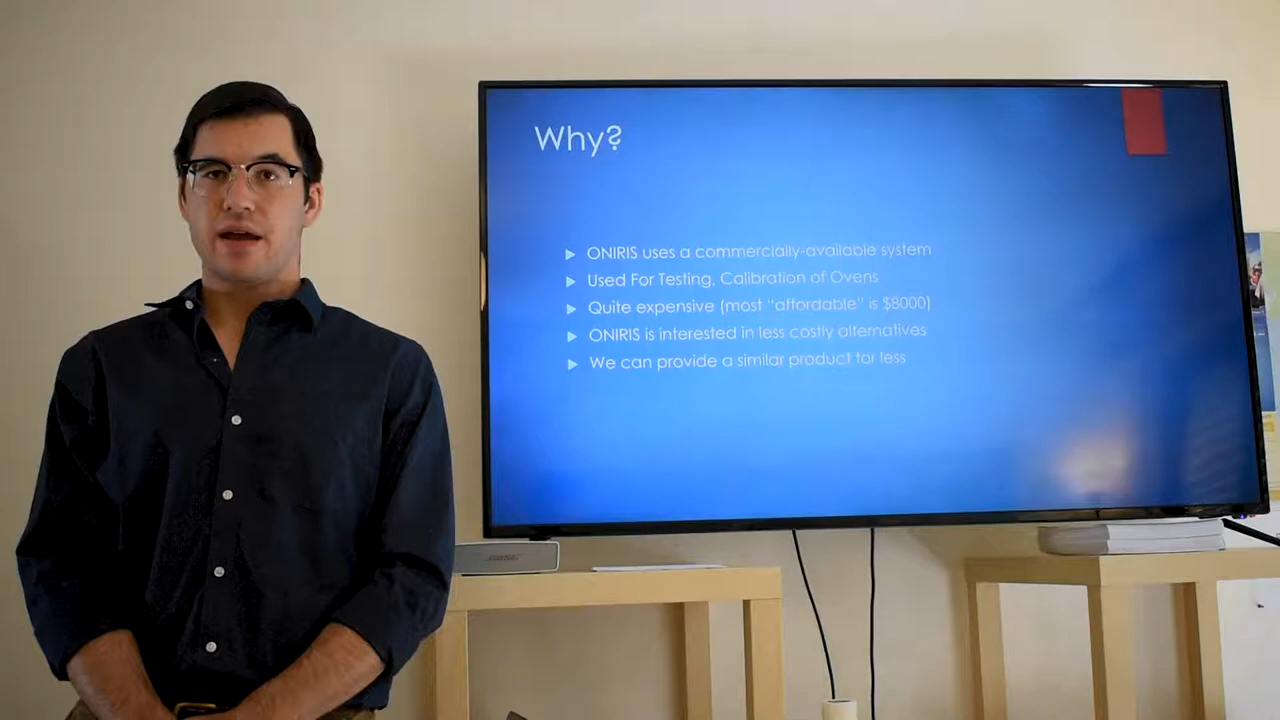 Why?
ONIRIS uses a commercially-available system
Used For Testing, Calibration of Ovens
Quite expensive (most “affordable” is $8000)
ONIRIS is interested in less costly alternatives
We can provide a similar product for less
BOSE